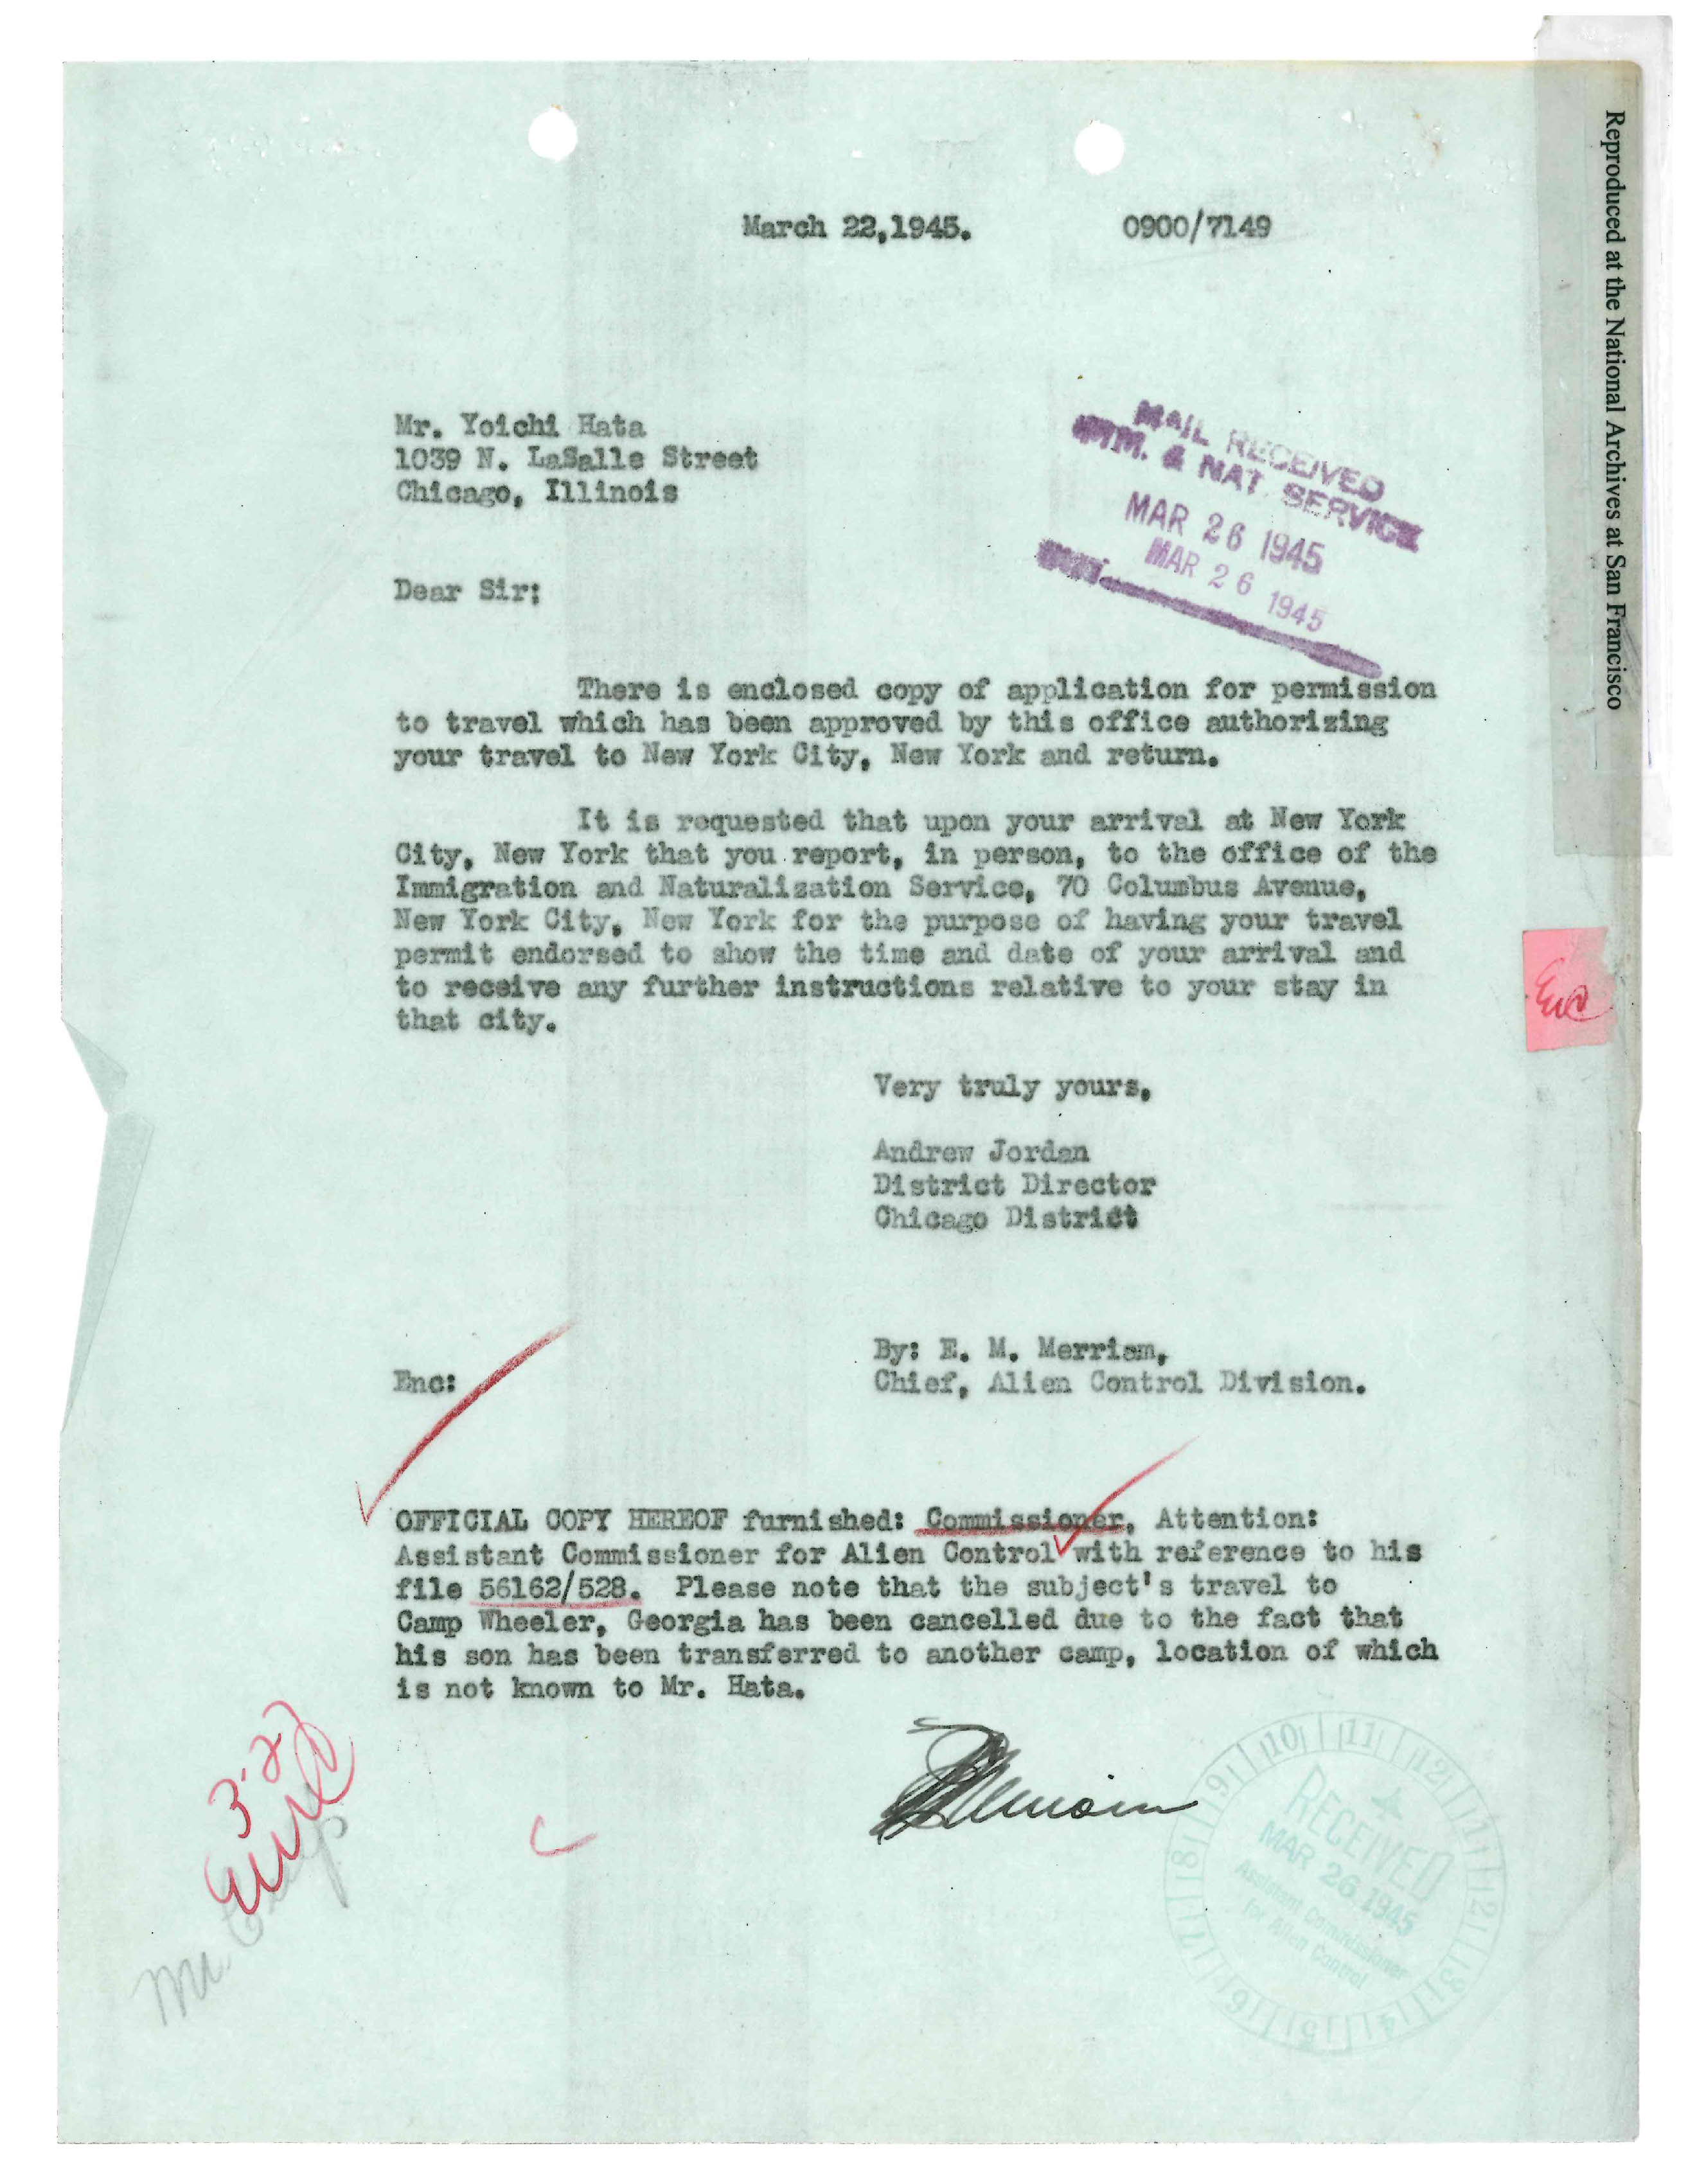 March 22,1945. 0900/7149
Mr. Yoichi Hata
1039 N. LaSalle Street
Chicago, Illinois
MAIL RECEIVED
IMM. & NAT. SERVICE
MAR 26 1945
MAR 26 1945
Dear Sir:
There is enclosed copy of application for permission
to travel which has been approved by this office authorizing
your travel to New York City, New York and return.
It is requested that upon your arrival at New York
City, New York that you report, in person, to the office of the
Immigration and Naturalization Service, 70 Columbus Avenue,
New York City, New York for the purpose of having your travel
permit endorsed to show the time and date of your arrival and
to receive any further instructions relative to your stay in
that city.
Very truly yours,
Andrew Jordan
District Director
Chicago District
By: E. M. Merriam,
Enc: Chief, Alien Control Division.
OFFICIAL COPY HEREOF furnished: Commissioner, Attention:
Assistant Commissioner for Alien Control with reference to his
file 56162/528. Please note that the subject's travel to
Camp Wheeler, Georgia has been cancelled due to the fact that
his son has been transferred to another camp, location of which
is not known to Mr. Hata.
3-27
9 10 11 12 1 2 3 4 5 6 7 8
RECEIVED
MAR 26 1945
Assistant Commissioner
for Alien Control
Reproduced at the National Archives at San Francisco